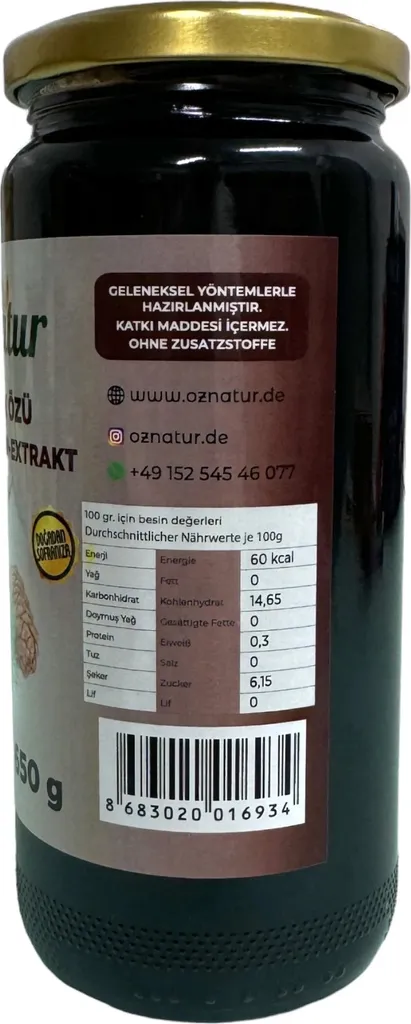 GELENEKSEL YÖNTEMLERLE
HAZIRLANMIŞTIR.
KATKI MADDESİ İÇERMEZ.
OHNE ZUSATZSTOFFE
www.oznatur.de
oznatur.de
+49 152 545 46 077
ÖZÜ
EXTRAKT
DOĞADAN
SOFRANIZA
100 gr. için besin değerleri
Durchschnittlicher Nährwerte je 100g
Enerji Energie 60 kcal
Yağ Fett 0
Karbonhidrat Kohlenhydrat 14,65
Doymuş Yağ Gesättigte Fette 0
Protein Eiweiß 0,3
Tuz Salz 0
Şeker Zucker 6,15
Lif Lif 0
650 g
8 683020 016934